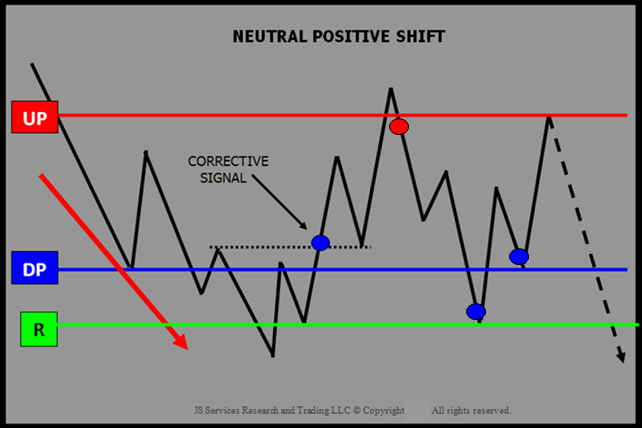 NEUTRAL POSITIVE SHIFT
UP
CORRECTIVE
SIGNAL
DP
R
JS Services Research and Trading LLC © Copyright All rights reserved.